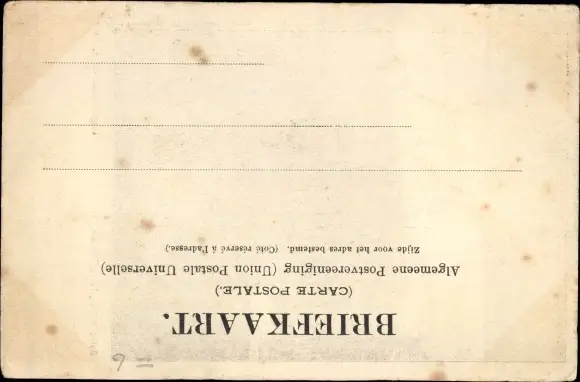 BRIEFKAART.
(CARTE POSTALE.)
Algemeene Postvereeniging (Union Postale Universelle)
Zijde voor het adres bestemd. (Coté réservé à l'adresse.)